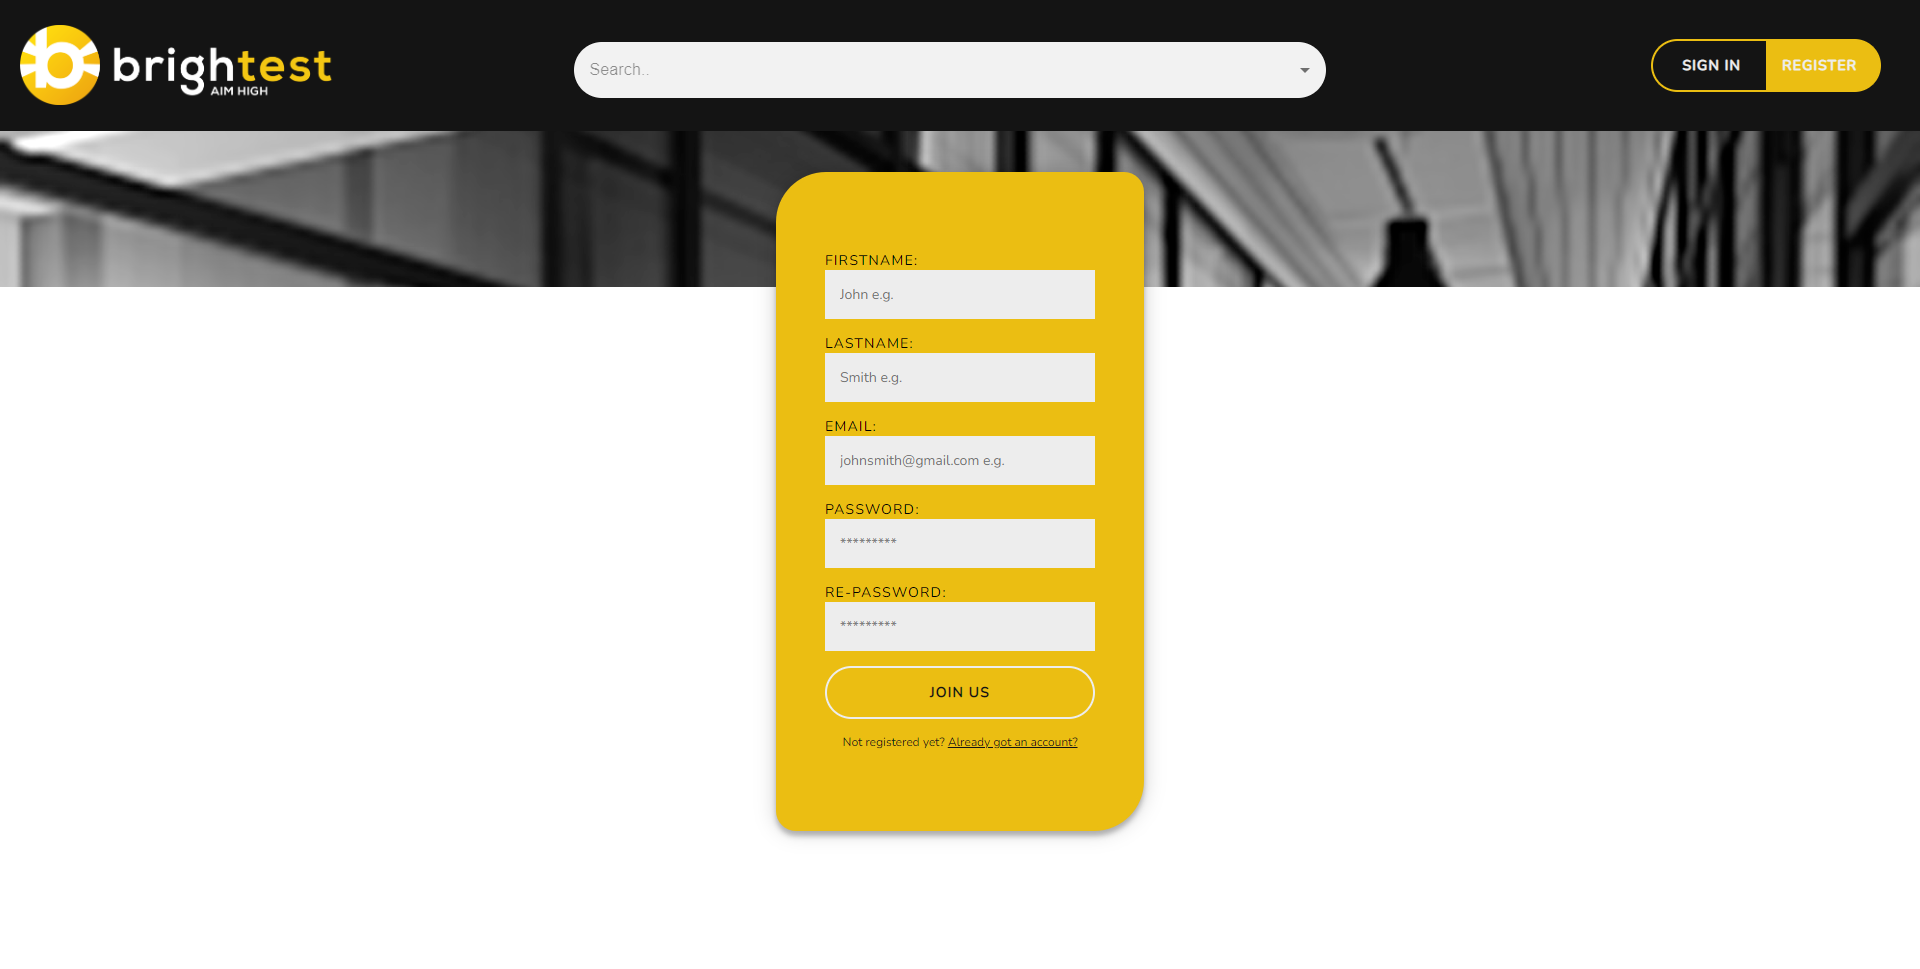 brightest
AIM HIGH
Search..
SIGN IN
REGISTER
FIRSTNAME:
John e.g.
LASTNAME:
Smith e.g.
EMAIL:
johnsmith@gmail.com e.g.
PASSWORD:
*********
RE-PASSWORD:
*********
JOIN US
Not registered yet? Already got an account?